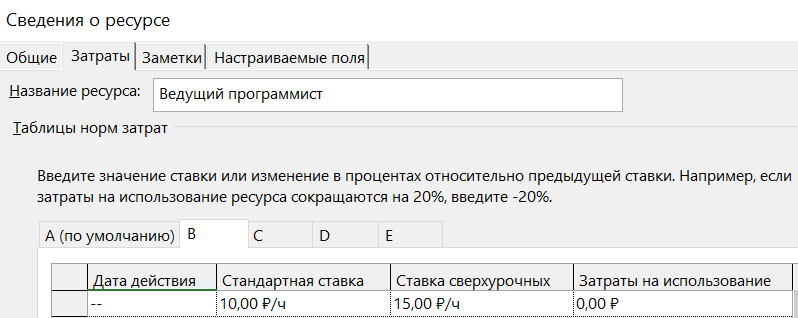 Сведения о ресурсе
Общие Затраты Заметки Настраиваемые поля
Название ресурса: Ведущий программист
Таблицы норм затрат
Введите значение ставки или изменение в процентах относительно предыдущей ставки. Например, если
затраты на использование ресурса сокращаются на 20%, введите -20%.
A (по умолчанию) B C D E
Дата действия Стандартная ставка Ставка сверхурочных Затраты на использование
-- 10,00 ₽/ч 15,00 ₽/ч 0,00 ₽